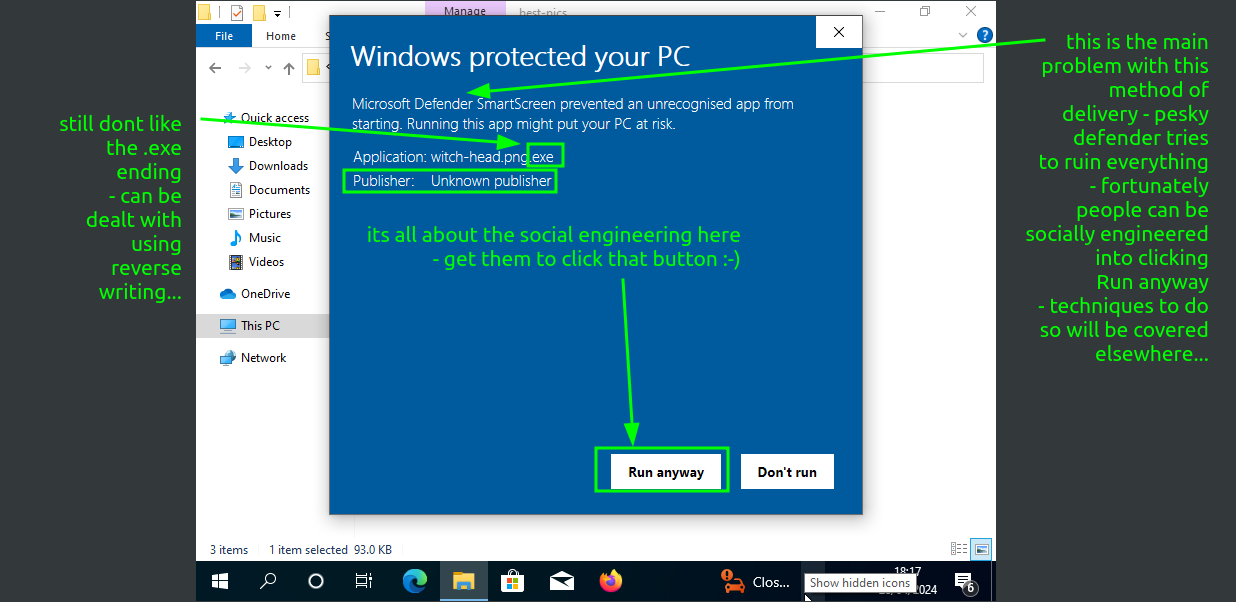 Manage
best-pics
File
Home
S
Windows protected your PC
Microsoft Defender SmartScreen prevented an unrecognised app from
starting. Running this app might put your PC at risk.
Application: witch-head.png.exe
Publisher: Unknown publisher
Run anyway
Don't run
Quick access
Desktop
Downloads
Documents
Pictures
Music
Videos
OneDrive
This PC
Network
still dont like
the .exe
ending
- can be
dealt with
using
reverse
writing...
its all about the social engineering here
- get them to click that button :-)
this is the main
problem with this
method of
delivery - pesky
defender tries
to ruin everything
- fortunately
people can be
socially engineered
into clicking
Run anyway
- techniques to do
so will be covered
elsewhere...
3 items
1 item selected 93.0 KB
Clos...
Show hidden icons
18:17
2024
6